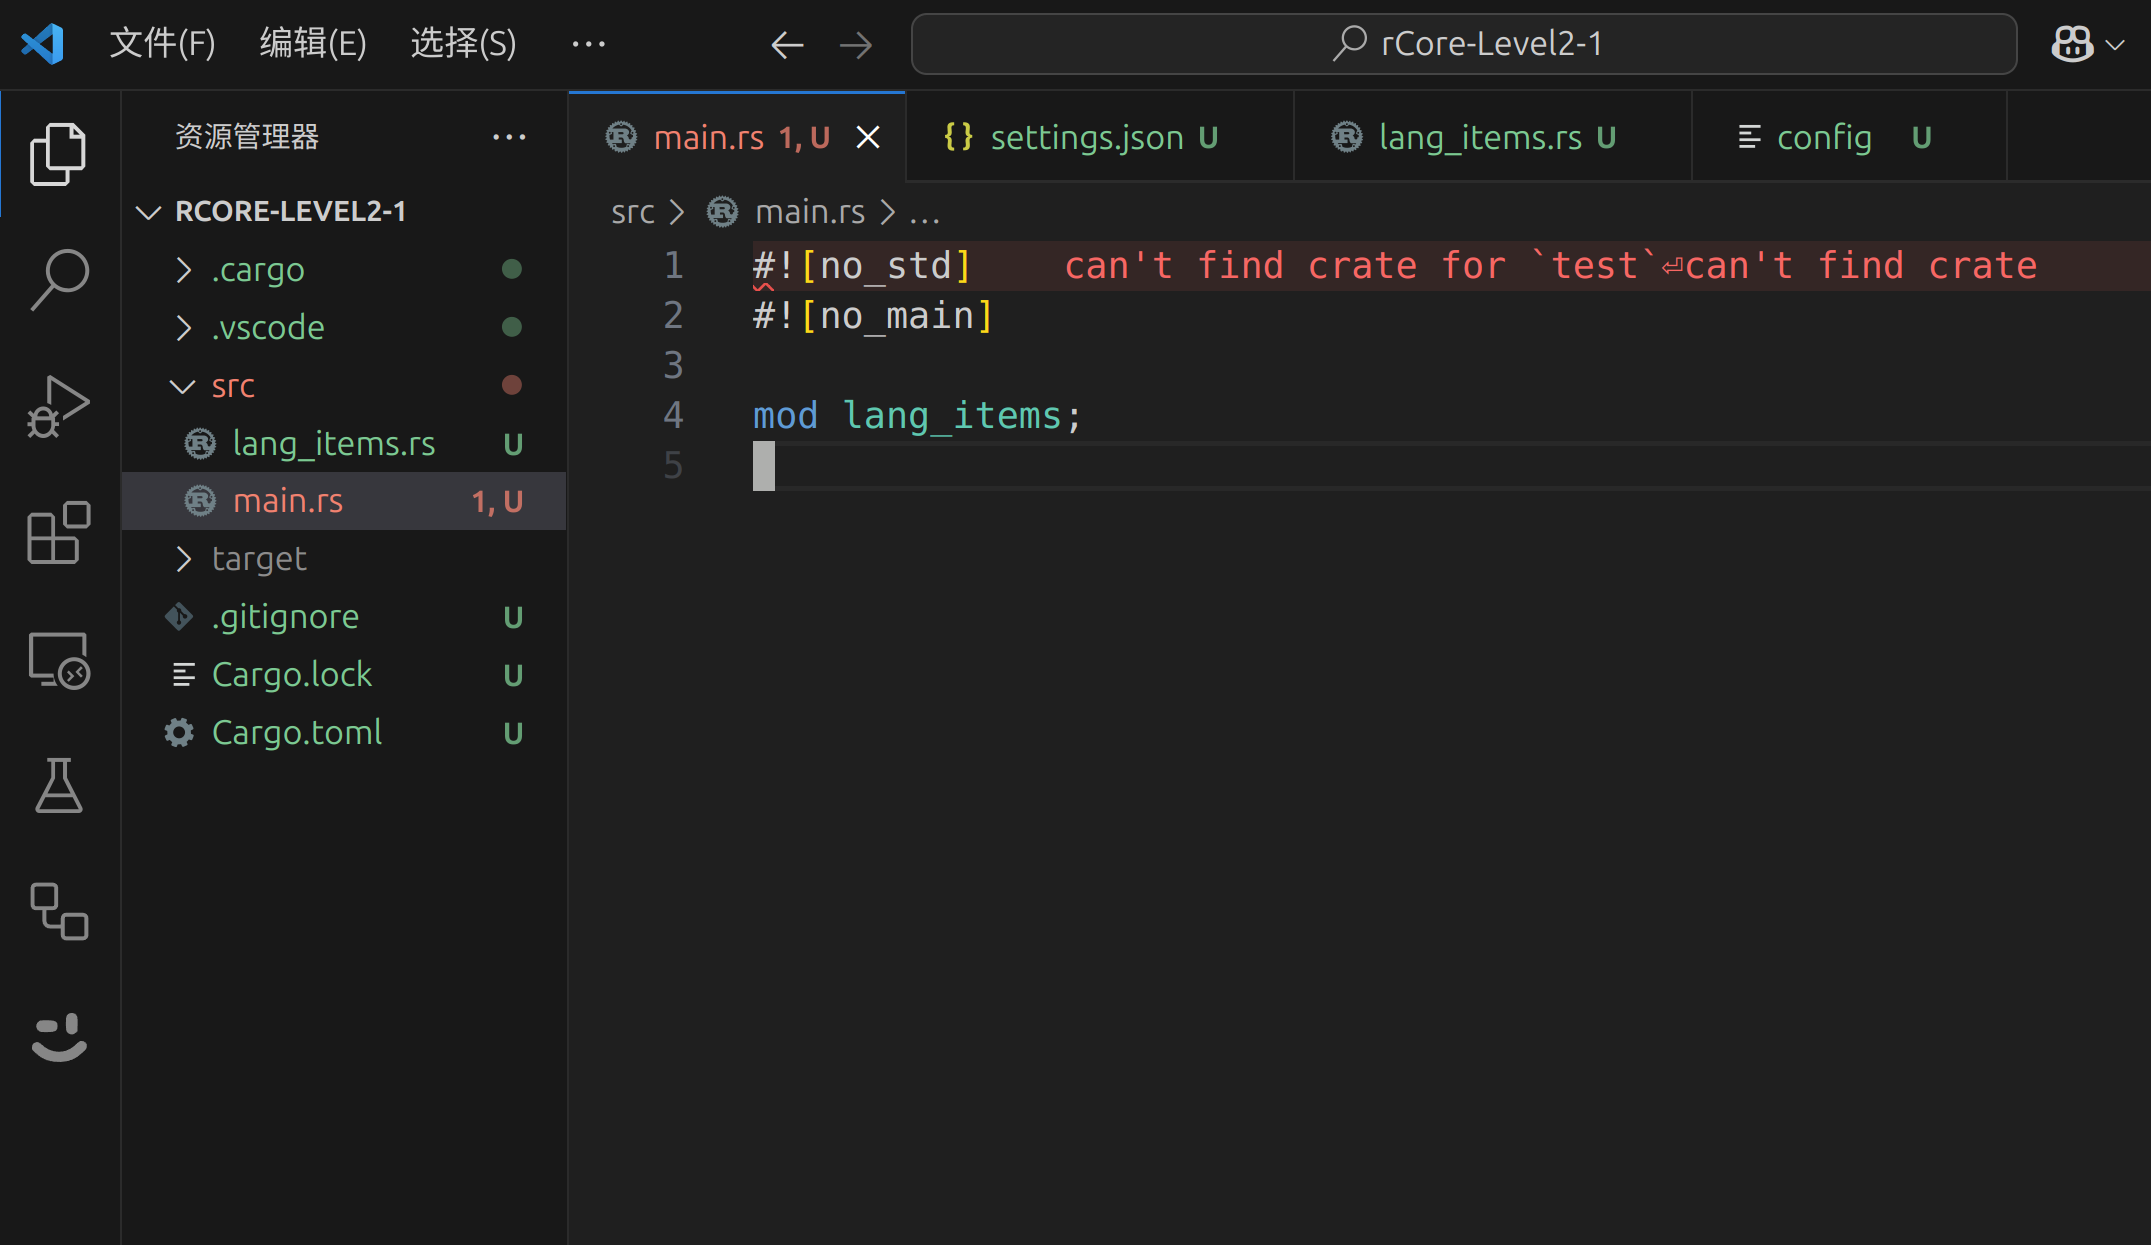 文件(F) 编辑(E) 选择(S) ··· rCore-Level2-1
资源管理器 ···
RCORE-LEVEL2-1
.cargo
.vscode
src
lang_items.rs U
main.rs 1, U
target
.gitignore U
Cargo.lock U
Cargo.toml U
main.rs 1, U settings.json U lang_items.rs U config U
src > main.rs > ...
1 #![no_std] can't find crate for `test`⏎can't find crate
2 #![no_main]
3
4 mod lang_items;
5